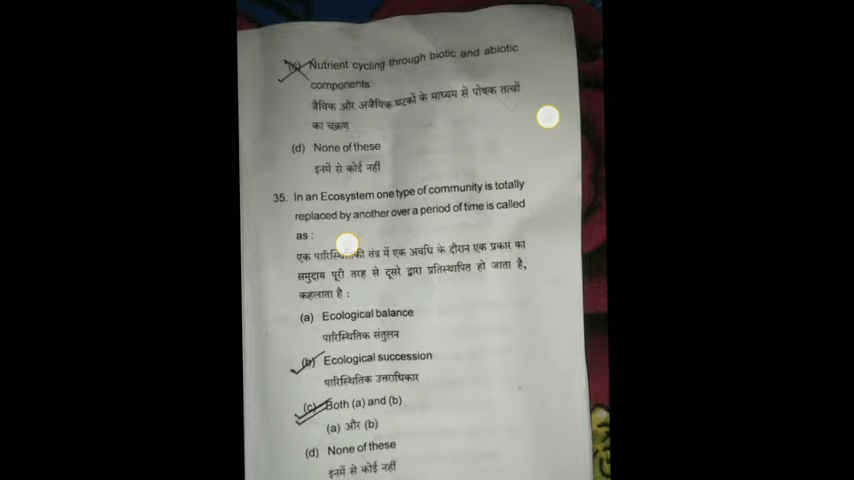 (c) Nutrient cycling through biotic and abiotic
components
जैविक और अजैविक घटकों के माध्यम से पोषक तत्वों
का चक्रण
(d) None of these
इनमें से कोई नहीं
35. In an Ecosystem one type of community is totally
replaced by another over a period of time is called
as :
एक पारिस्थितिकी तंत्र में एक अवधि के दौरान एक प्रकार का
समुदाय पूरी तरह से दूसरे द्वारा प्रतिस्थापित हो जाता है,
कहलाता है :
(a) Ecological balance
पारिस्थितिक संतुलन
(b) Ecological succession
पारिस्थितिक उत्तराधिकार
(c) Both (a) and (b)
(a) और (b)
(d) None of these
इनमें से कोई नहीं